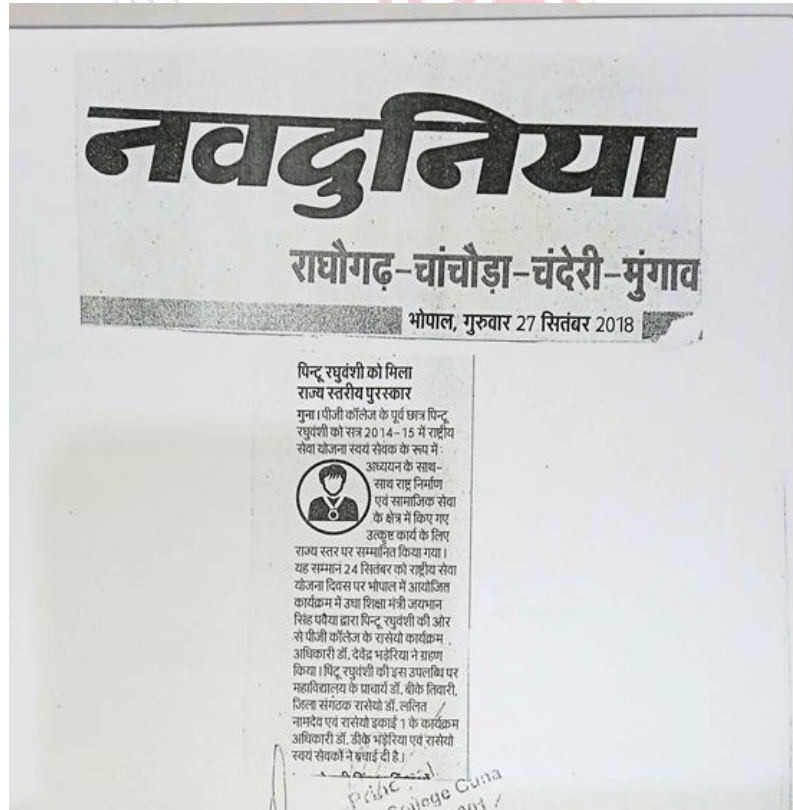 नवदुनिया
राघौगढ़-चांचौड़ा-चंदेरी-मुंगाव
भोपाल, गुरुवार 27 सितंबर 2018
पिन्टू रघुवंशी को मिला
राज्य स्तरीय पुरस्कार
गुना। पीजी कॉलेज के पूर्व छात्र पिन्टू
रघुवंशी को सत्र 2014-15 में राष्ट्रीय
सेवा योजना स्वयं सेवक के रूप में
अध्ययन के साथ-
साथ राष्ट्र निर्माण
एवं सामाजिक सेवा
के क्षेत्र में किए गए
उत्कृष्ट कार्य के लिए
राज्य स्तर पर सम्मानित किया गया।
यह सम्मान 24 सितंबर को राष्ट्रीय सेवा
योजना दिवस पर भोपाल में आयोजित
कार्यक्रम में उधा शिक्षा मंत्री जयभान
सिंह पवैया द्वारा पिन्टू रघुवंशी की ओर
से पीजी कॉलेज के रासेयो कार्यक्रम
अधिकारी डॉ. देवेंद्र भड़ेरिया ने ग्रहण
किया। पिंटू रघुवंशी की इस उपलब्धि पर
महाविद्यालय के प्राचार्य डॉ. बीके तिवारी,
जिला संगठक रासेयो डॉ. ललित
नामदेव एवं रासेयो इकाई 1 के कार्यक्रम
अधिकारी डॉ. डीके भड़ेरिया एवं रासेयो
स्वयं सेवकों ने बधाई दी है।
College Guna